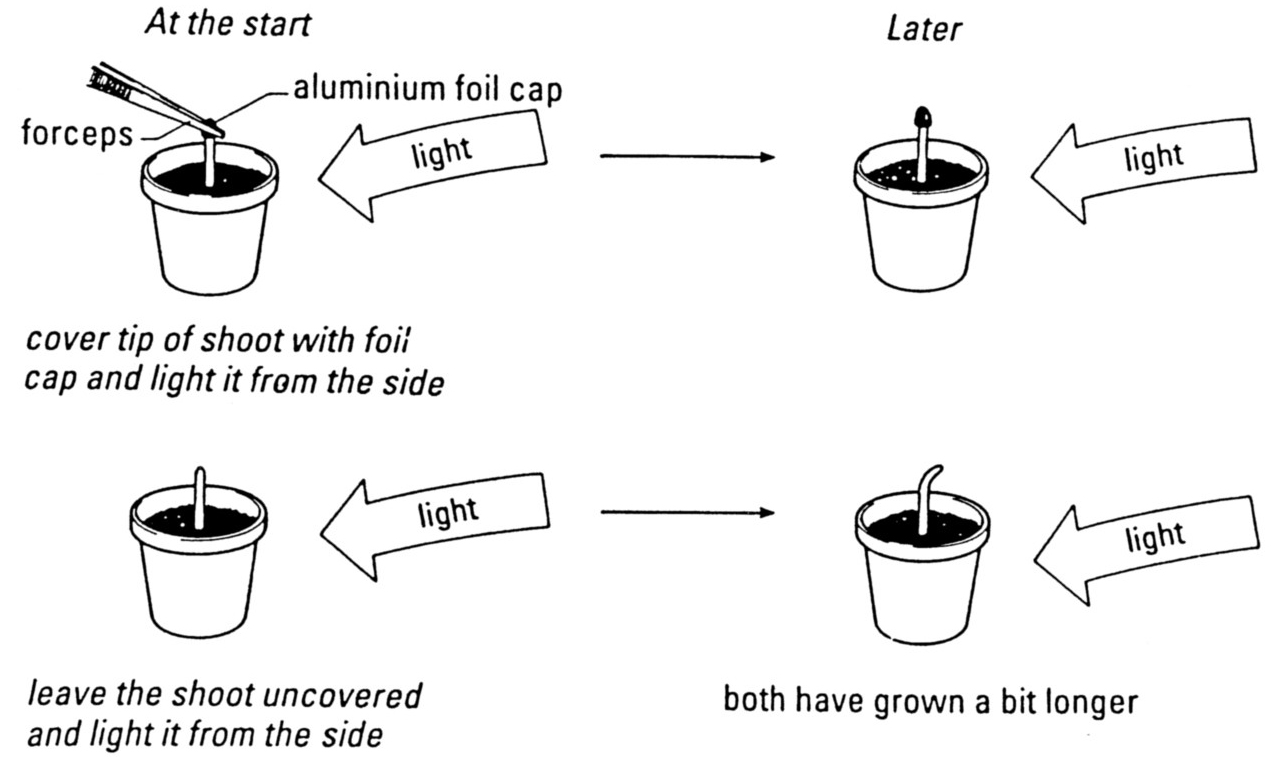 At the start
Later
aluminium foil cap
forceps
light
light
cover tip of shoot with foil
cap and light it from the side
light
light
leave the shoot uncovered
and light it from the side
both have grown a bit longer